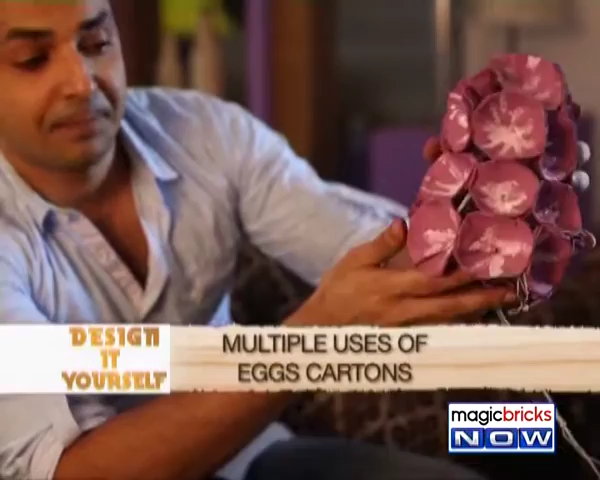 DESIGN
IT
YOURSELF
MULTIPLE USES OF
EGGS CARTONS
magicbricks
NOW